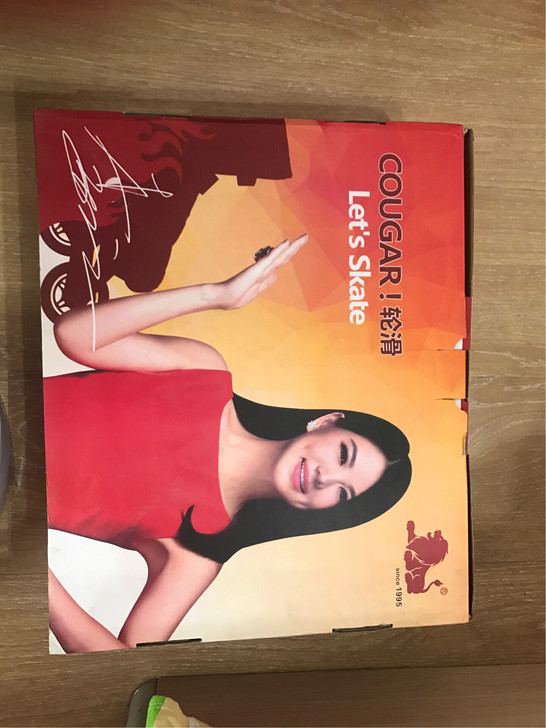 COUGAR!轮滑
Let's Skate
®
since 1995